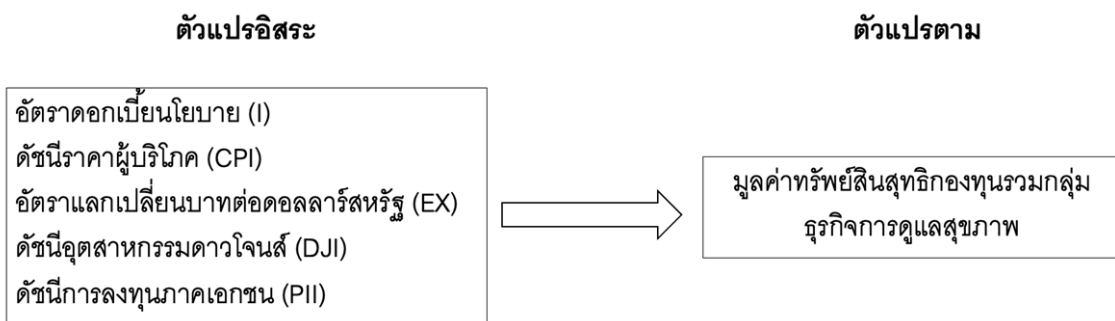 ตัวแปรอิสระ
ตัวแปรตาม
อัตราดอกเบี้ยนโยบาย (I)
ดัชนีราคาผู้บริโภค (CPI)
อัตราแลกเปลี่ยนบาทต่อดอลลาร์สหรัฐ (EX)
ดัชนีอุตสาหกรรมดาวโจนส์ (DJI)
ดัชนีการลงทุนภาคเอกชน (PII)
มูลค่าทรัพย์สินสุทธิกองทุนรวมกลุ่ม
ธุรกิจการดูแลสุขภาพ